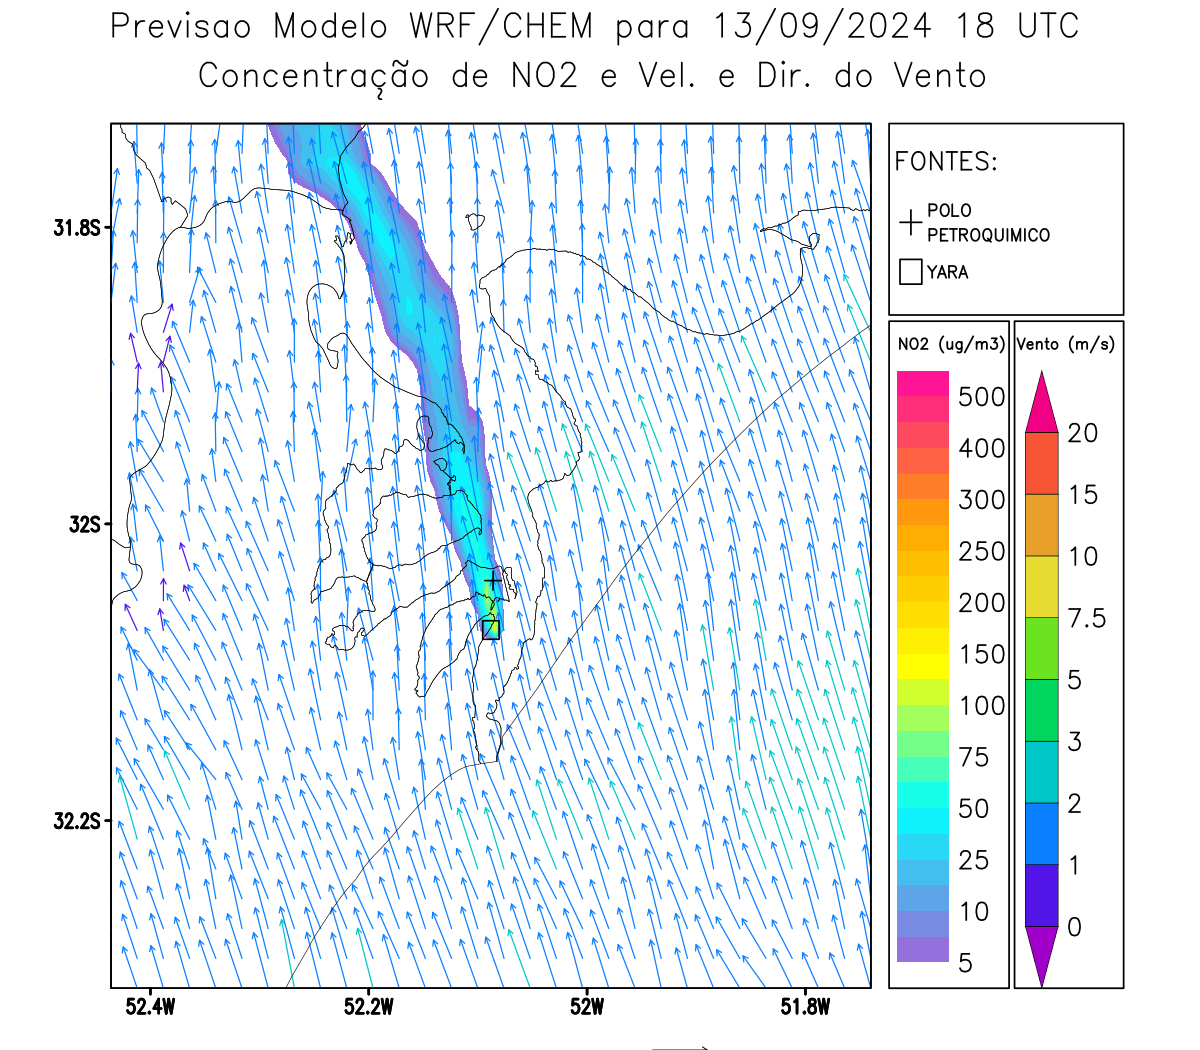 Previsao Modelo WRF/CHEM para 13/09/2024 18 UTC
Concentração de NO2 e Vel. e Dir. do Vento
FONTES:
POLO
PETROQUIMICO
YARA
NO2 (ug/m3)
500
400
300
250
200
150
100
75
50
25
10
5
Vento (m/s)
20
15
10
7.5
5
3
2
1
0
31.8S
32S
32.2S
52.4W
52.2W
52W
51.8W